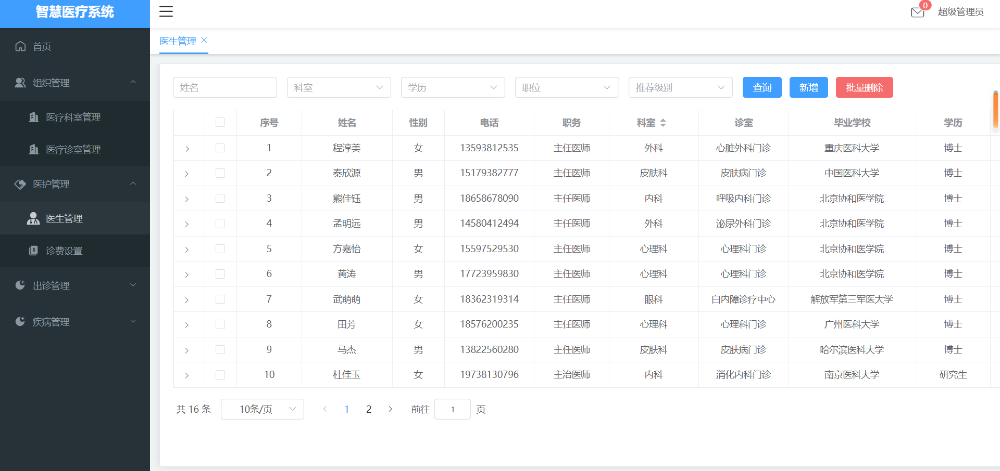 智慧医疗系统
0
超级管理员
首页
组织管理
医疗科室管理
医疗诊室管理
医护管理
医生管理
诊费设置
出诊管理
疾病管理
医生管理
姓名 科室 学历 职位 推荐级别 查询 新增 批量删除
序号 姓名 性别 电话 职务 科室 诊室 毕业学校 学历
1 程淳美 女 13593812535 主任医师 外科 心脏外科门诊 重庆医科大学 博士
2 秦欣源 男 15179382777 主任医师 皮肤科 皮肤病门诊 中国医科大学 博士
3 熊佳钰 男 18658678090 主任医师 内科 呼吸内科门诊 北京协和医学院 博士
4 孟明远 男 14580412494 主任医师 外科 泌尿外科门诊 北京协和医学院 博士
5 方嘉怡 女 15597529530 主任医师 心理科 心理科门诊 北京协和医学院 博士
6 黄涛 男 17723959830 主任医师 心理科 心理科门诊 北京协和医学院 博士
7 武萌萌 女 18362319314 主任医师 眼科 白内障诊疗中心 解放军第三军医大学 博士
8 田芳 女 18576200235 主任医师 心理科 心理科门诊 广州医科大学 博士
9 马杰 男 13822560280 主任医师 皮肤科 皮肤病门诊 哈尔滨医科大学 博士
10 杜佳玉 女 19738130796 主治医师 内科 消化内科门诊 南京医科大学 研究生
共 16 条 10条/页 1 2 前往 1 页